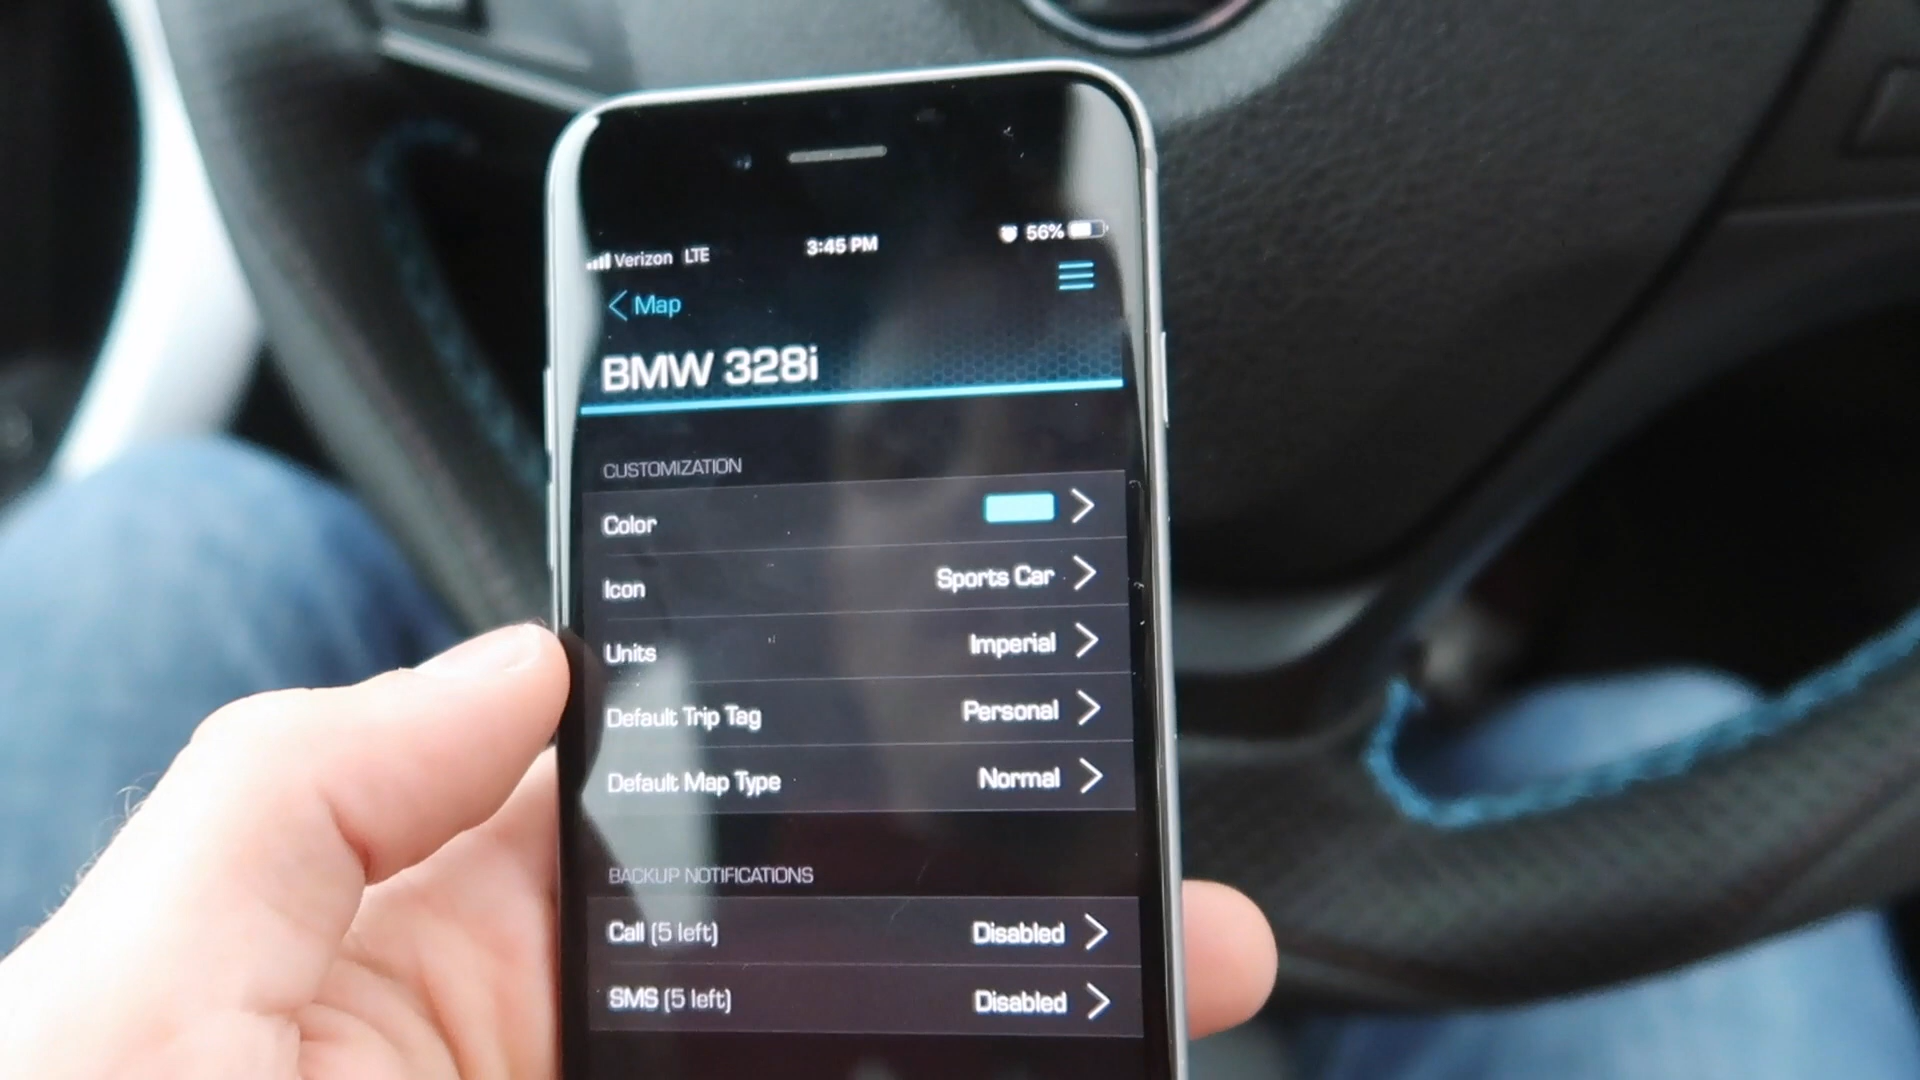 Verizon LTE 3:45 PM 56%
Map
BMW 328i
CUSTOMIZATION
Color
Icon Sports Car
Units Imperial
Default Trip Tag Personal
Default Map Type Normal
BACKUP NOTIFICATIONS
Call (5 left) Disabled
SMS (5 left) Disabled